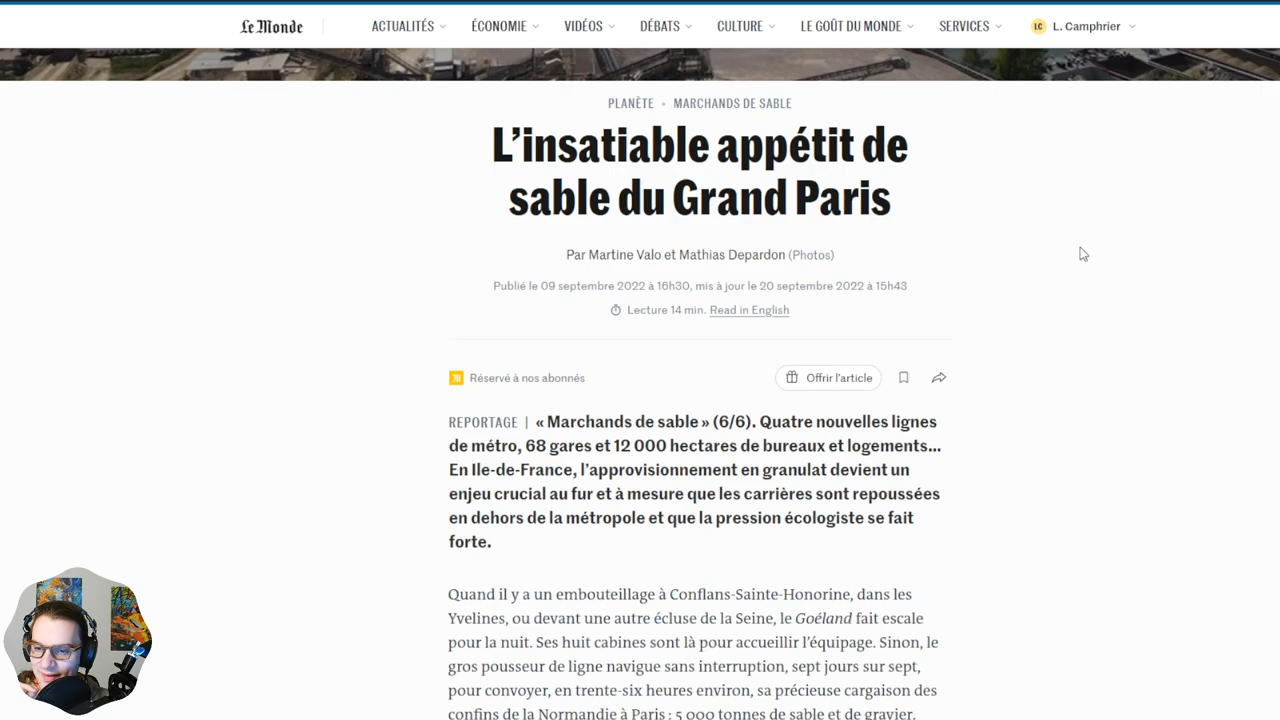 Le Monde
ACTUALITÉS ÉCONOMIE VIDÉOS DÉBATS CULTURE LE GOÛT DU MONDE SERVICES LC L. Camphrier
PLANÈTE • MARCHANDS DE SABLE
L’insatiable appétit de
sable du Grand Paris
Par Martine Valo et Mathias Depardon (Photos)
Publié le 09 septembre 2022 à 16h30, mis à jour le 20 septembre 2022 à 15h43
Lecture 14 min. Read in English
M Réservé à nos abonnés
Offrir l’article
REPORTAGE | « Marchands de sable » (6/6). Quatre nouvelles lignes
de métro, 68 gares et 12 000 hectares de bureaux et logements…
En Ile-de-France, l’approvisionnement en granulat devient un
enjeu crucial au fur et à mesure que les carrières sont repoussées
en dehors de la métropole et que la pression écologiste se fait
forte.
Quand il y a un embouteillage à Conflans-Sainte-Honorine, dans les
Yvelines, ou devant une autre écluse de la Seine, le Goéland fait escale
pour la nuit. Ses huit cabines sont là pour accueillir l’équipage. Sinon, le
gros pousseur de ligne navigue sans interruption, sept jours sur sept,
pour convoyer, en trente-six heures environ, sa précieuse cargaison des
confins de la Normandie à Paris : 5 000 tonnes de sable et de gravier.